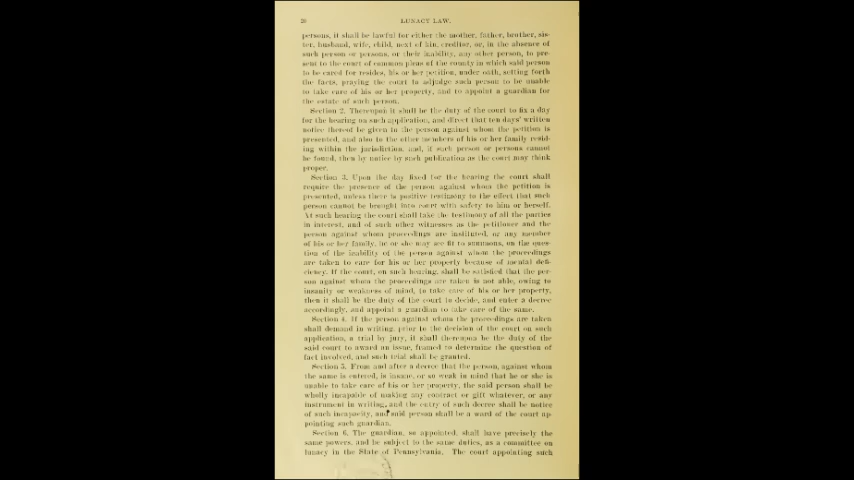 28 LUNACY LAW.
persons, it shall be lawful for either the mother, father, brother, sis-
ter, husband, wife, child, next of kin, creditor, or, in the absence of
such person or persons, or their inability, any other person, to pre-
sent to the court of common pleas of the county in which said person
to be cared for resides, his or her petition, under oath, setting forth
the facts, praying the court to adjudge such person to be unable
to take care of his or her property, and to appoint a guardian for
the estate of such person.
Section 2. Thereupon it shall be the duty of the court to fix a day
for the hearing on such application, and direct that ten days' written
notice thereof be given to the person against whom the petition is
presented, and also to the other members of his or her family resid-
ing within the jurisdiction, and, if such person or persons cannot
be found, then by notice by such publication as the court may think
proper.
Section 3. Upon the day fixed for the hearing the court shall
require the presence of the person against whom the petition is
presented, unless there is positive testimony to the effect that such
person cannot be brought into court with safety to him or herself.
At such hearing the court shall take the testimony of all the parties
in interest, and of such other witnesses as the petitioner and the
person against whom proceedings are instituted, or any member
of his or her family, he or she may see fit to summons, on the ques-
tion of the inability of the person against whom the proceedings
are taken to care for his or her property because of mental defi-
ciency. If the court, on such hearing, shall be satisfied that the per-
son against whom the proceedings are taken is not able, owing to
insanity or weakness of mind, to take care of his or her property,
then it shall be the duty of the court to decide, and enter a decree
accordingly, and appoint a guardian to take care of the same.
Section 4. If the person against whom the proceedings are taken
shall demand in writing, prior to the decision of the court on such
application, a trial by jury, it shall thereupon be the duty of the
said court to award an issue, framed to determine the question of
fact involved, and such trial shall be granted.
Section 5. From and after a decree that the person, against whom
the same is entered, is insane, or so weak in mind that he or she is
unable to take care of his or her property, the said person shall be
wholly incapable of making any contract or gift whatever, or any
instrument in writing, and the entry of such decree shall be notice
of such incapacity, and said person shall be a ward of the court ap-
pointing such guardian.
Section 6. The guardian, so appointed, shall have precisely the
same powers, and be subject to the same duties, as a committee on
lunacy in the State of Pennsylvania. The court appointing such